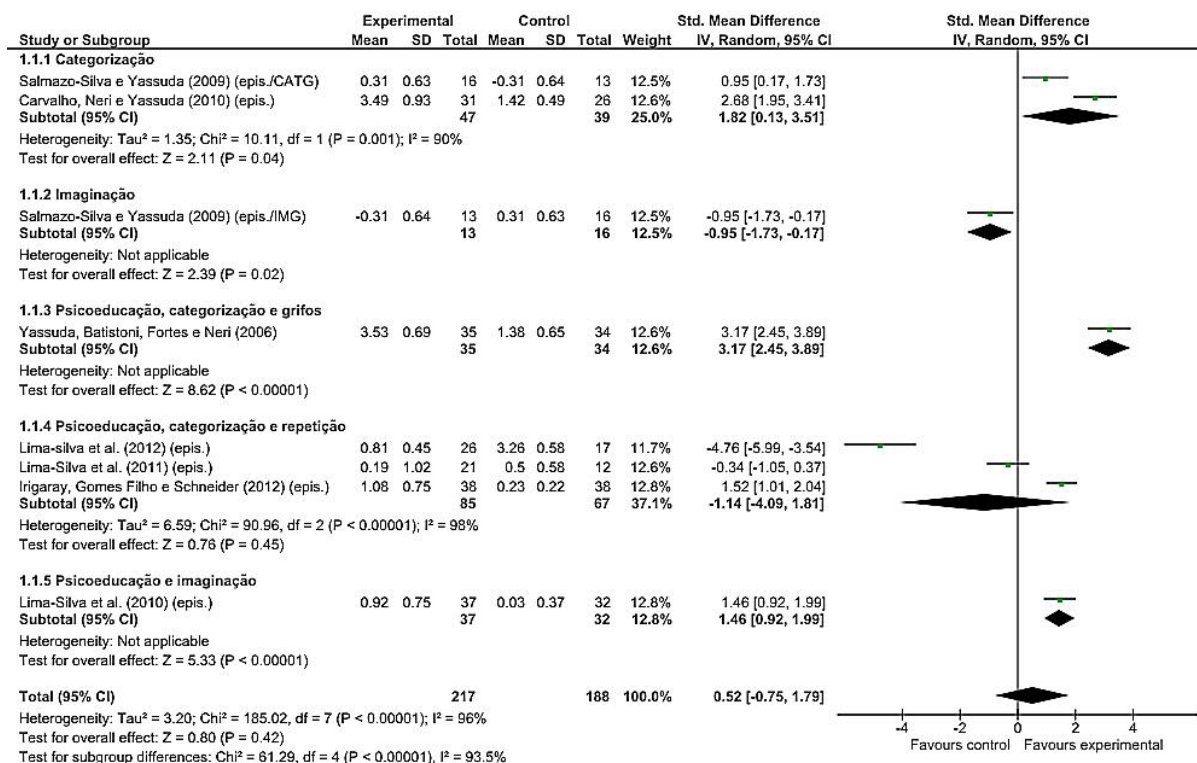 Experimental Control Std. Mean Difference Std. Mean Difference
Study or Subgroup Mean SD Total Mean SD Total Weight IV, Random, 95% CI IV, Random, 95% CI
1.1.1 Categorização
Salmazo-Silva e Yassuda (2009) (epis./CATG) 0.31 0.63 16 -0.31 0.64 13 12.5% 0.95 [0.17, 1.73]
Carvalho, Neri e Yassuda (2010) (epis.) 3.49 0.93 31 1.42 0.49 26 12.6% 2.68 [1.95, 3.41]
Subtotal (95% CI) 47 39 25.0% 1.82 [0.13, 3.51]
Heterogeneity: Tau² = 1.35; Chi² = 10.11, df = 1 (P = 0.001); I² = 90%
Test for overall effect: Z = 2.11 (P = 0.04)
1.1.2 Imaginação
Salmazo-Silva e Yassuda (2009) (epis./IMG) -0.31 0.64 13 0.31 0.63 16 12.5% -0.95 [-1.73, -0.17]
Subtotal (95% CI) 13 16 12.5% -0.95 [-1.73, -0.17]
Heterogeneity: Not applicable
Test for overall effect: Z = 2.39 (P = 0.02)
1.1.3 Psicoeducação, categorização e grifos
Yassuda, Batistoni, Fortes e Neri (2006) 3.53 0.69 35 1.38 0.65 34 12.6% 3.17 [2.45, 3.89]
Subtotal (95% CI) 35 34 12.6% 3.17 [2.45, 3.89]
Heterogeneity: Not applicable
Test for overall effect: Z = 8.62 (P < 0.00001)
1.1.4 Psicoeducação, categorização e repetição
Lima-silva et al. (2012) (epis.) 0.81 0.45 26 3.26 0.58 17 11.7% -4.76 [-5.99, -3.54]
Lima-Silva et al. (2011) (epis.) 0.19 1.02 21 0.5 0.58 12 12.6% -0.34 [-1.05, 0.37]
Irigaray, Gomes Filho e Schneider (2012) (epis.) 1.08 0.75 38 0.23 0.22 38 12.8% 1.52 [1.01, 2.04]
Subtotal (95% CI) 85 67 37.1% -1.14 [-4.09, 1.81]
Heterogeneity: Tau² = 6.59; Chi² = 90.96, df = 2 (P < 0.00001); I² = 98%
Test for overall effect: Z = 0.76 (P = 0.45)
1.1.5 Psicoeducação e imaginação
Lima-Silva et al. (2010) (epis.) 0.92 0.75 37 0.03 0.37 32 12.8% 1.46 [0.92, 1.99]
Subtotal (95% CI) 37 32 12.8% 1.46 [0.92, 1.99]
Heterogeneity: Not applicable
Test for overall effect: Z = 5.33 (P < 0.00001)
Total (95% CI) 217 188 100.0% 0.52 [-0.75, 1.79]
Heterogeneity: Tau² = 3.20; Chi² = 185.02, df = 7 (P < 0.00001); I² = 96%
Test for overall effect: Z = 0.80 (P = 0.42)
Test for subgroup differences: Chi² = 61.29, df = 4 (P < 0.00001), I² = 93.5%
-4 -2 0 2 4
Favours control Favours experimental